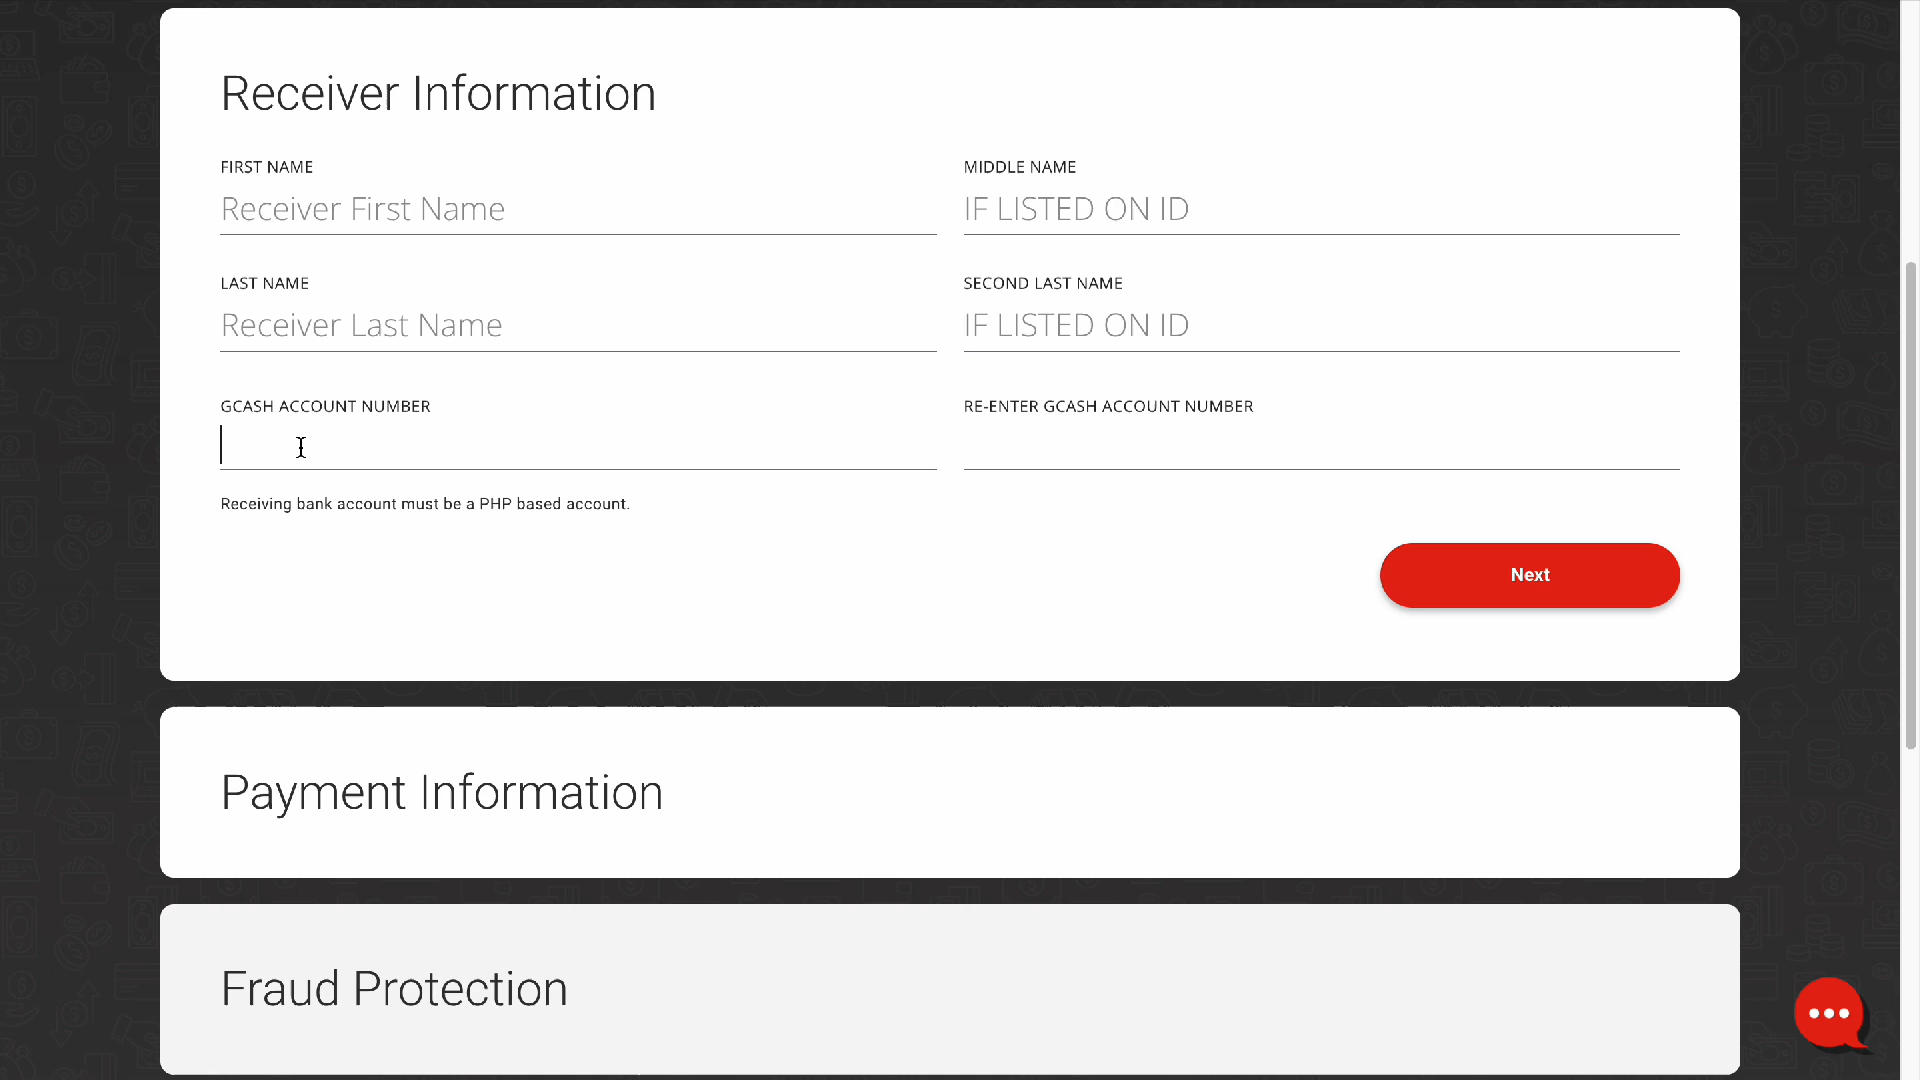 Receiver Information
FIRST NAME
MIDDLE NAME
Receiver First Name
IF LISTED ON ID
LAST NAME
SECOND LAST NAME
Receiver Last Name
IF LISTED ON ID
GCASH ACCOUNT NUMBER
RE-ENTER GCASH ACCOUNT NUMBER
Receiving bank account must be a PHP based account.
Next
Payment Information
Fraud Protection